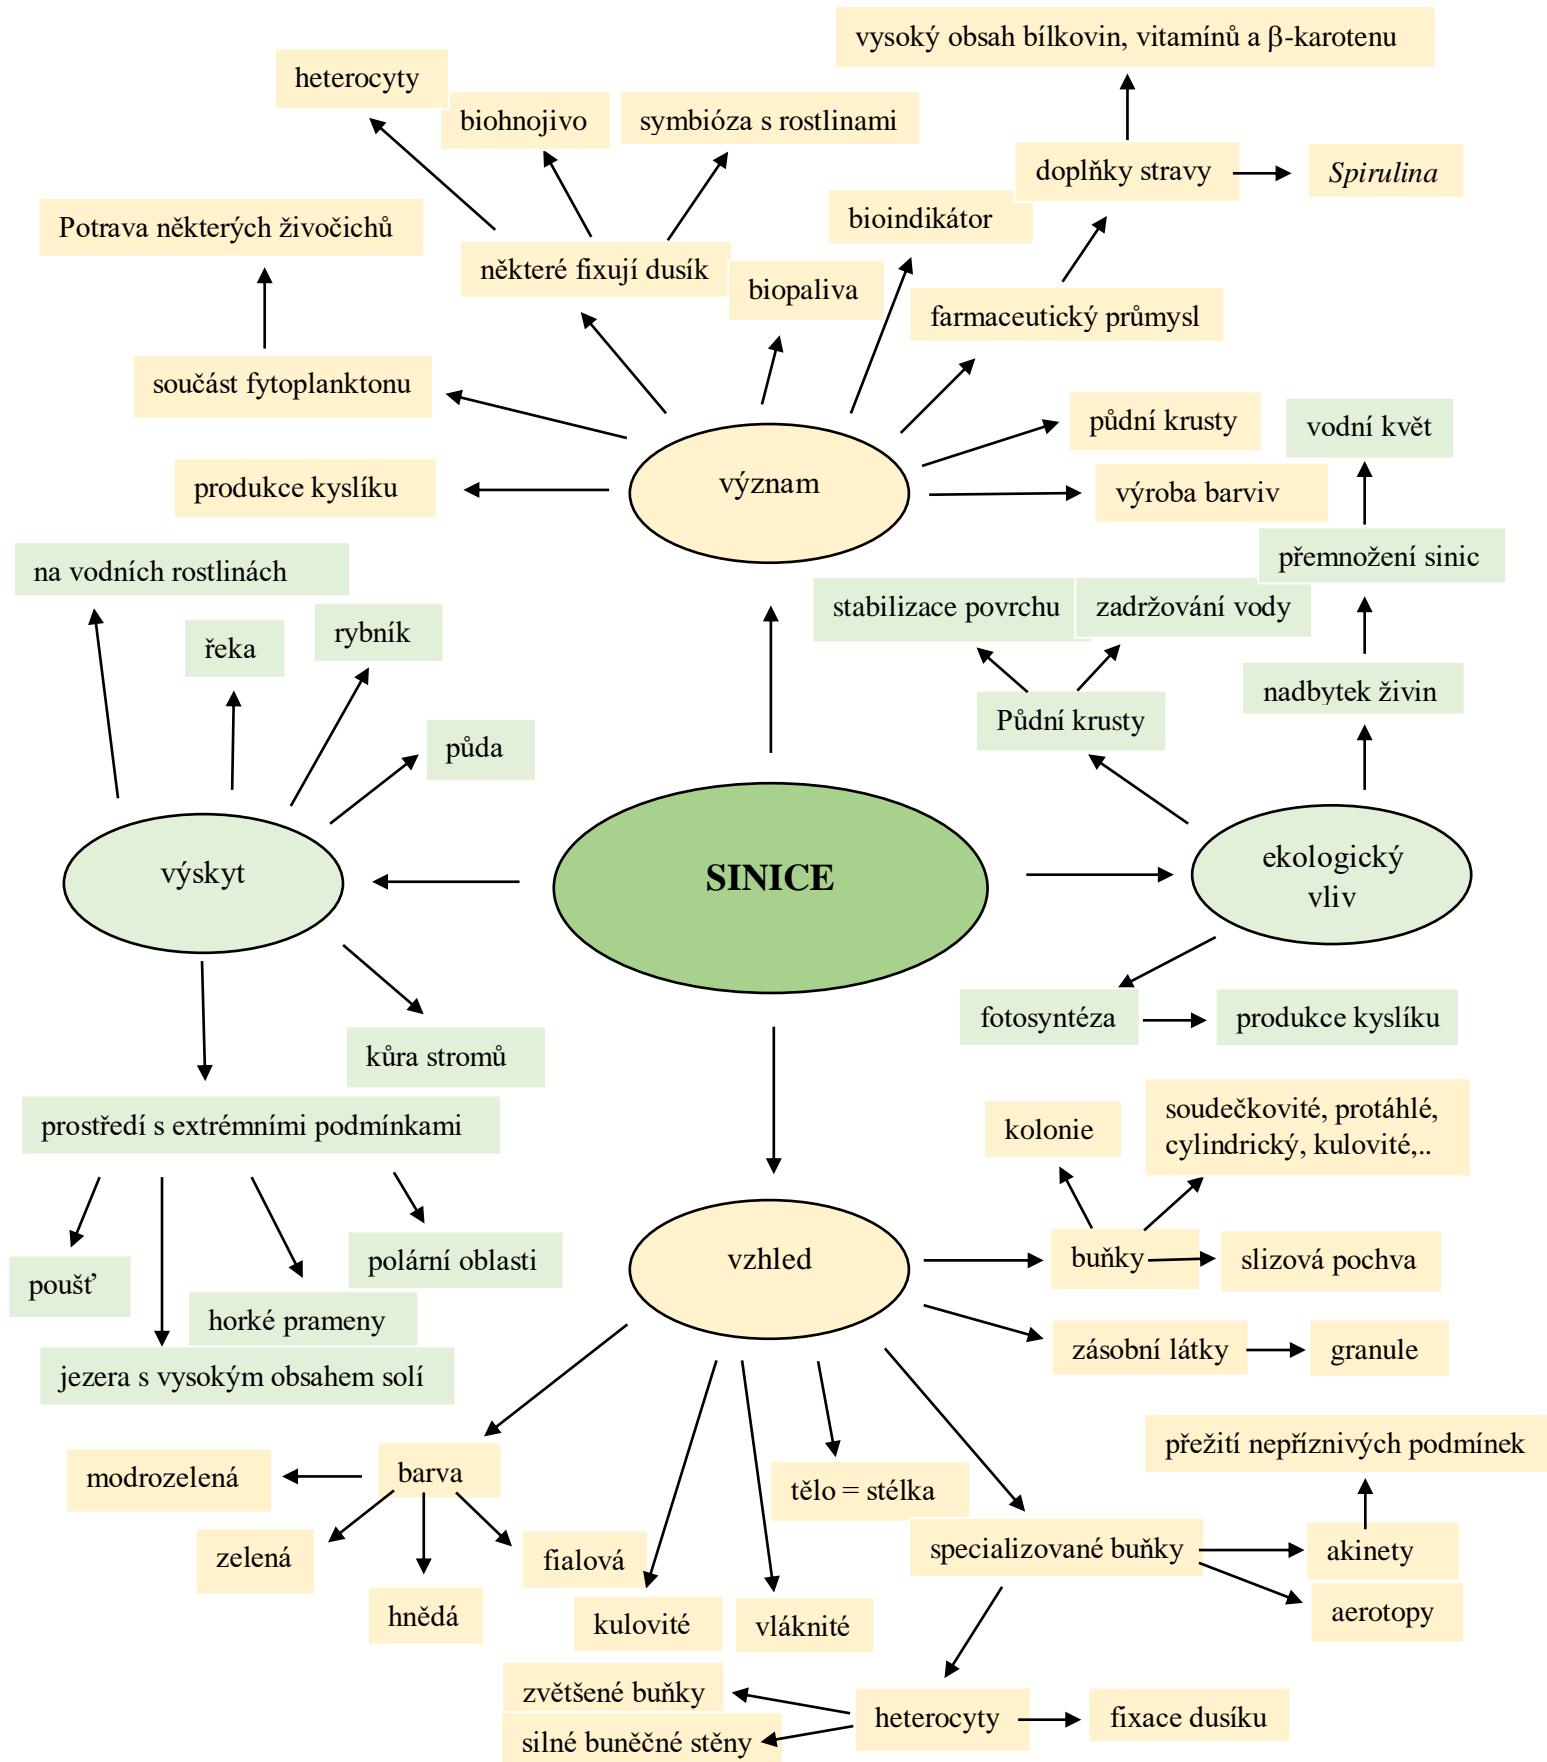 vysoký obsah bílkovin, vitamínů a β-karotenu
heterocyty
biohnojivo
symbióza s rostlinami
doplňky stravy
Spirulina
Potrava některých živočichů
bioindikátor
některé fixují dusík
biopaliva
farmaceutický průmysl
součást fytoplanktonu
půdní krusty
vodní květ
produkce kyslíku
význam
výroba barviv
na vodních rostlinách
přemnožení sinic
řeka
rybník
stabilizace povrchu
zadržování vody
půda
Půdní krusty
nadbytek živin
výskyt
SINICE
ekologický
vliv
kůra stromů
fotosyntéza
produkce kyslíku
prostředí s extrémními podmínkami
kolonie
soudečkovité, protáhlé,
cylindrický, kulovité,..
poušť
polární oblasti
vzhled
buňky
slizová pochva
horké prameny
jezera s vysokým obsahem solí
zásobní látky
granule
modrozelená
barva
tělo = stélka
přežití nepříznivých podmínek
zelená
fialová
specializované buňky
akinety
hnědá
kulovité
vláknité
aerotopy
zvětšené buňky
heterocyty
fixace dusíku
silné buněčné stěny